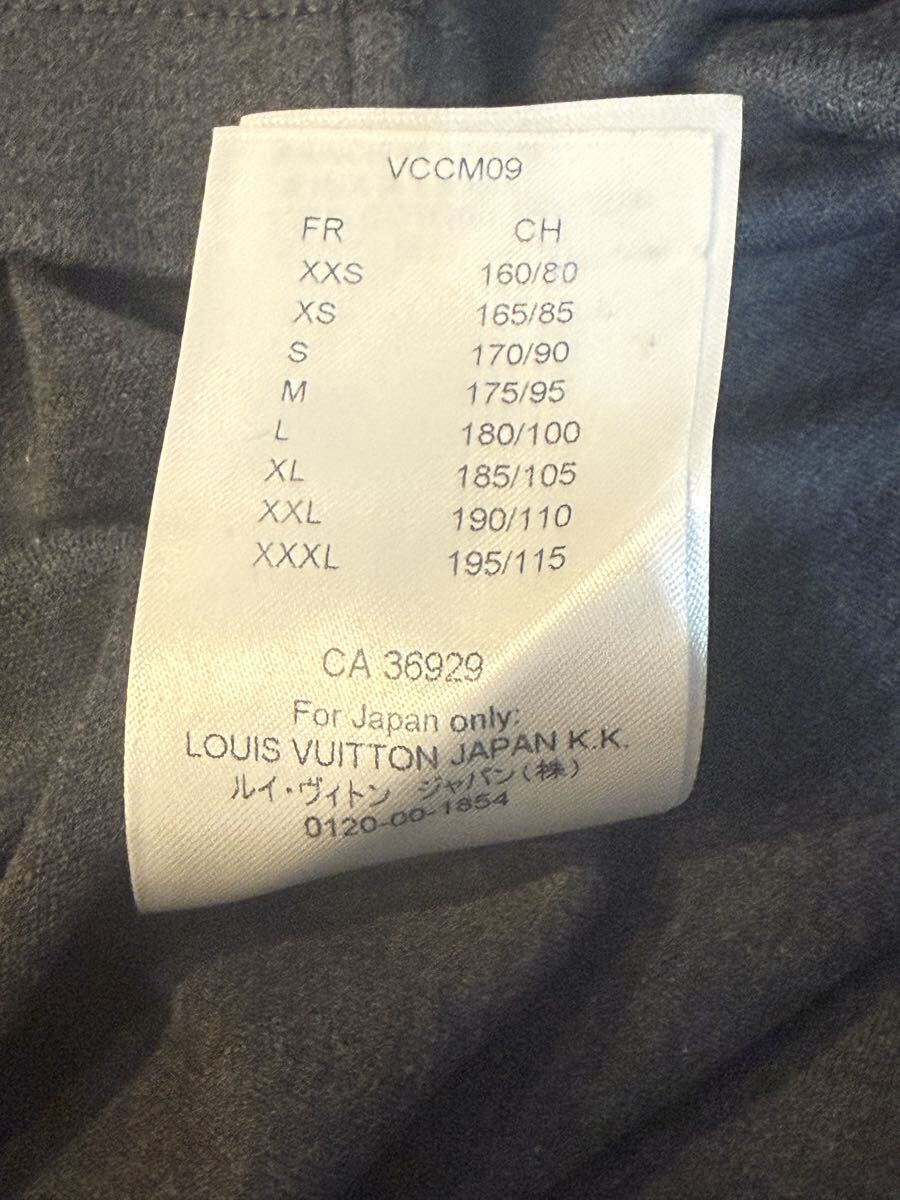 VCCM09
FR CH
XXS 160/80
XS 165/85
S 170/90
M 175/95
L 180/100
XL 185/105
XXL 190/110
XXXL 195/115
CA 36929
For Japan only:
LOUIS VUITTON JAPAN K.K.
ルイ・ヴィトン ジャパン(株)
0120-00-1854